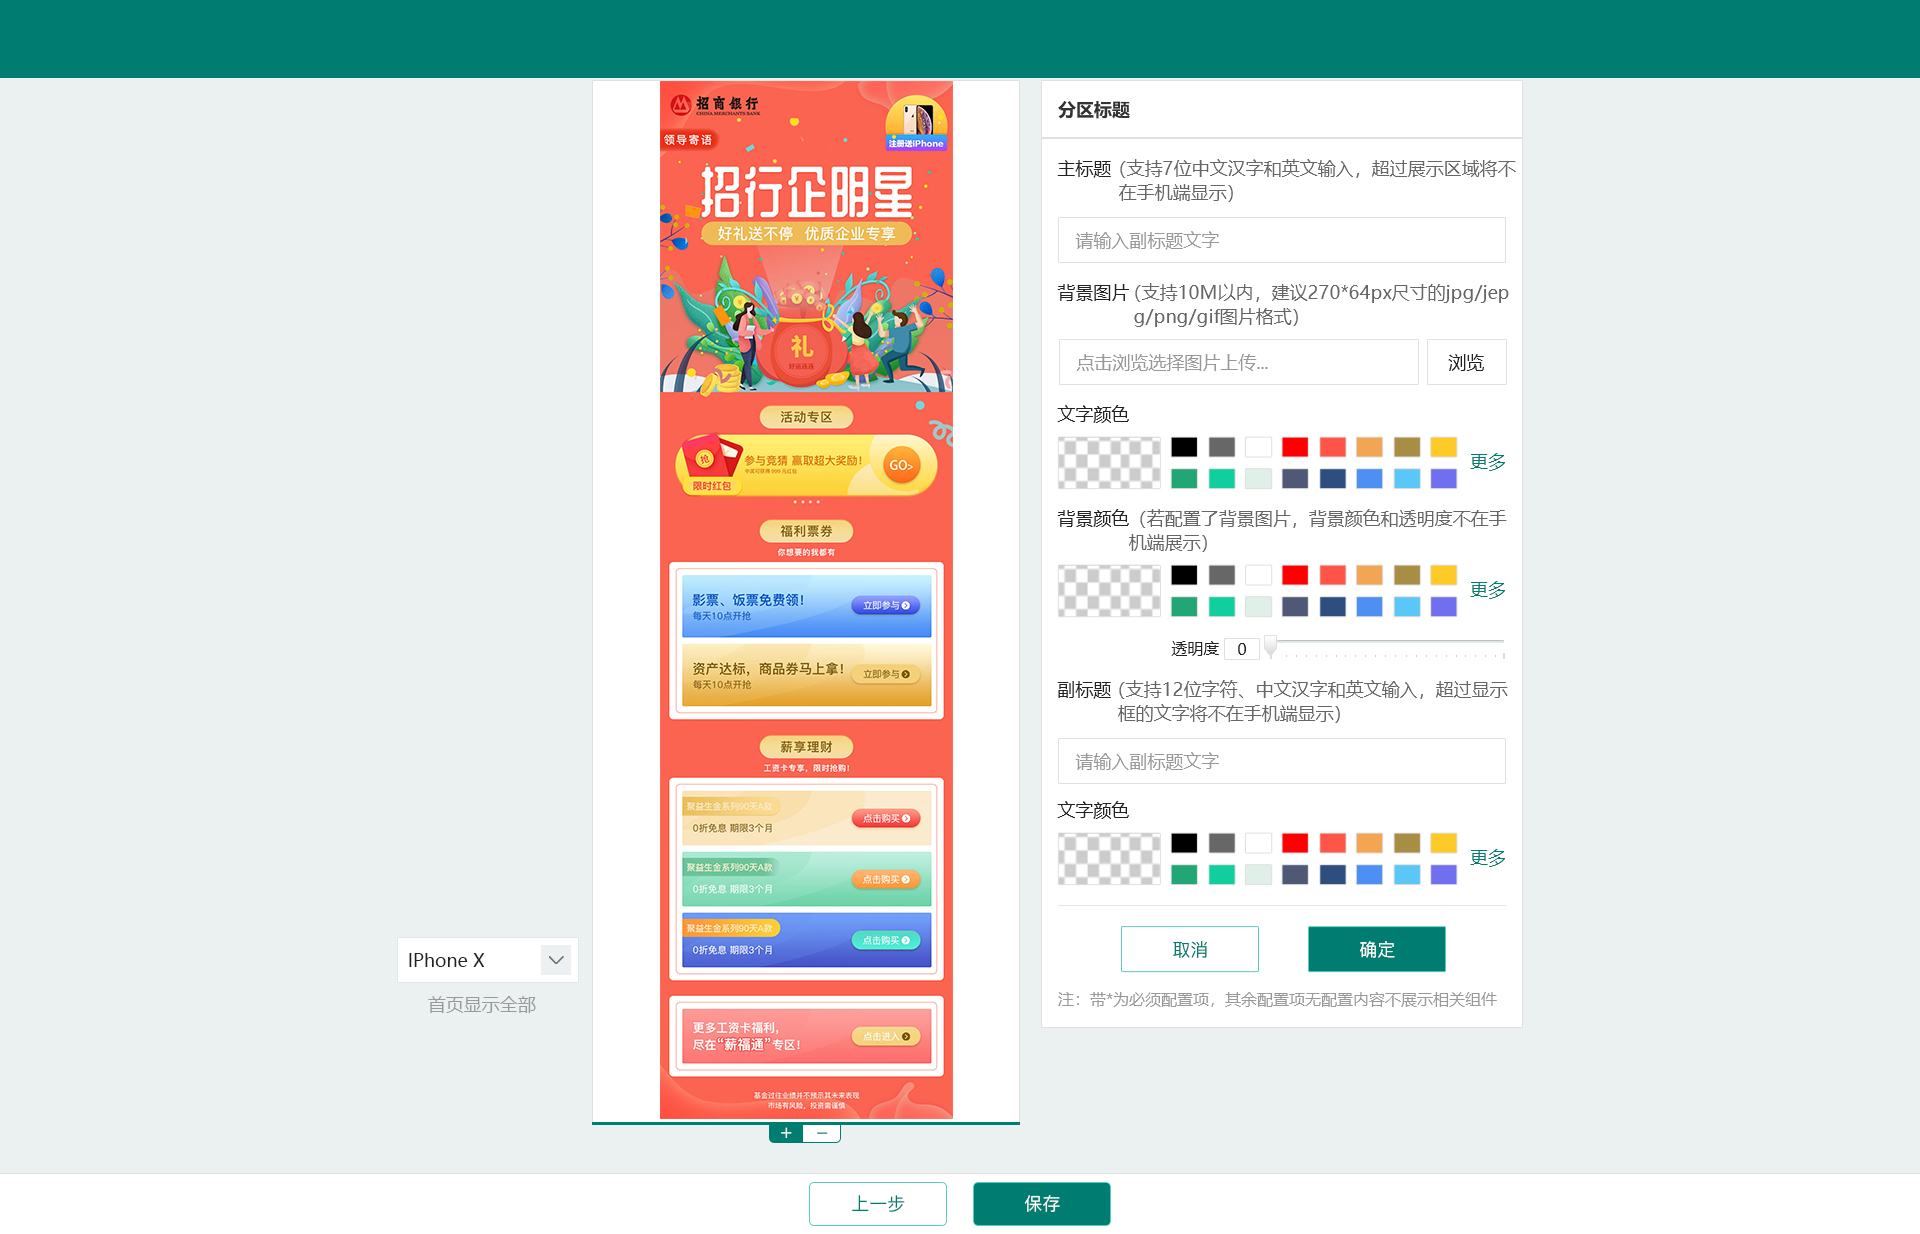 招商银行
CHINA MERCHANTS BANK
领导寄语
注册送iPhone
招行企明星
好礼送不停 优质企业专享
礼
好运连连
活动专区
抢
参与竞猜 赢取超大奖励！
限时红包
GO>
福利票券
你想要的我都有
影票、饭票免费领！
每天10点开抢
立即参与
资产达标，商品券马上拿！
每天10点开抢
立即参与
薪享理财
工资卡专享，限时抢购！
聚益生金系列90天A款
0折免息 期限3个月
点击购买
聚益生金系列90天A款
0折免息 期限3个月
点击购买
聚益生金系列90天A款
0折免息 期限3个月
点击购买
更多工资卡福利，
尽在“薪福通”专区！
点击进入
基金过往业绩并不预示其未来表现
市场有风险，投资需谨慎
+ −
IPhone X
首页显示全部
分区标题
主标题 (支持7位中文汉字和英文输入，超过展示区域将不
在手机端显示)
请输入副标题文字
背景图片 (支持10M以内，建议270*64px尺寸的jpg/jep
g/png/gif图片格式)
点击浏览选择图片上传...
浏览
文字颜色
更多
背景颜色 (若配置了背景图片，背景颜色和透明度不在手
机端展示)
更多
透明度 0
副标题 (支持12位字符、中文汉字和英文输入，超过显示
框的文字将不在手机端显示)
请输入副标题文字
文字颜色
更多
取消
确定
注：带*为必须配置项，其余配置项无配置内容不展示相关组件
上一步
保存